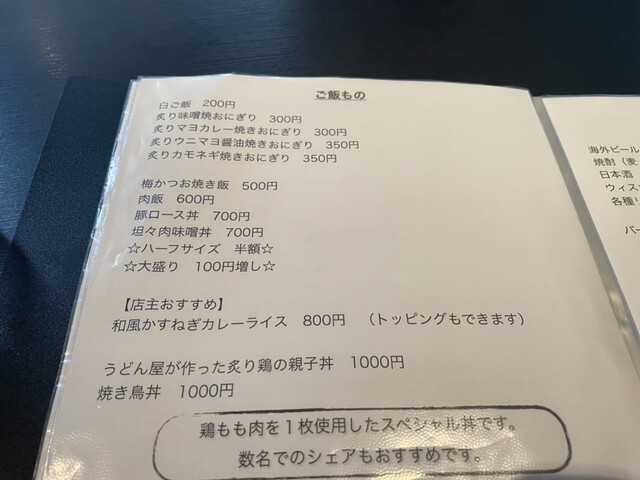 ご飯もの
白ご飯 200円
炙り味噌焼おにぎり 300円
炙りマヨカレー焼きおにぎり 300円
炙りウニマヨ醤油焼きおにぎり 350円
炙りカモネギ焼きおにぎり 350円
梅かつお焼き飯 500円
肉飯 600円
豚ロース丼 700円
坦々肉味噌丼 700円
☆ハーフサイズ 半額☆
☆大盛り 100円増し☆
【店主おすすめ】
和風かすねぎカレーライス 800円 (トッピングもできます)
うどん屋が作った炙り鶏の親子丼 1000円
焼き鳥丼 1000円
鶏もも肉を1枚使用したスペシャル丼です。
数名でのシェアもおすすめです。
海外ビール
焼酎(麦
日本酒
ウィス
各種リ
バー